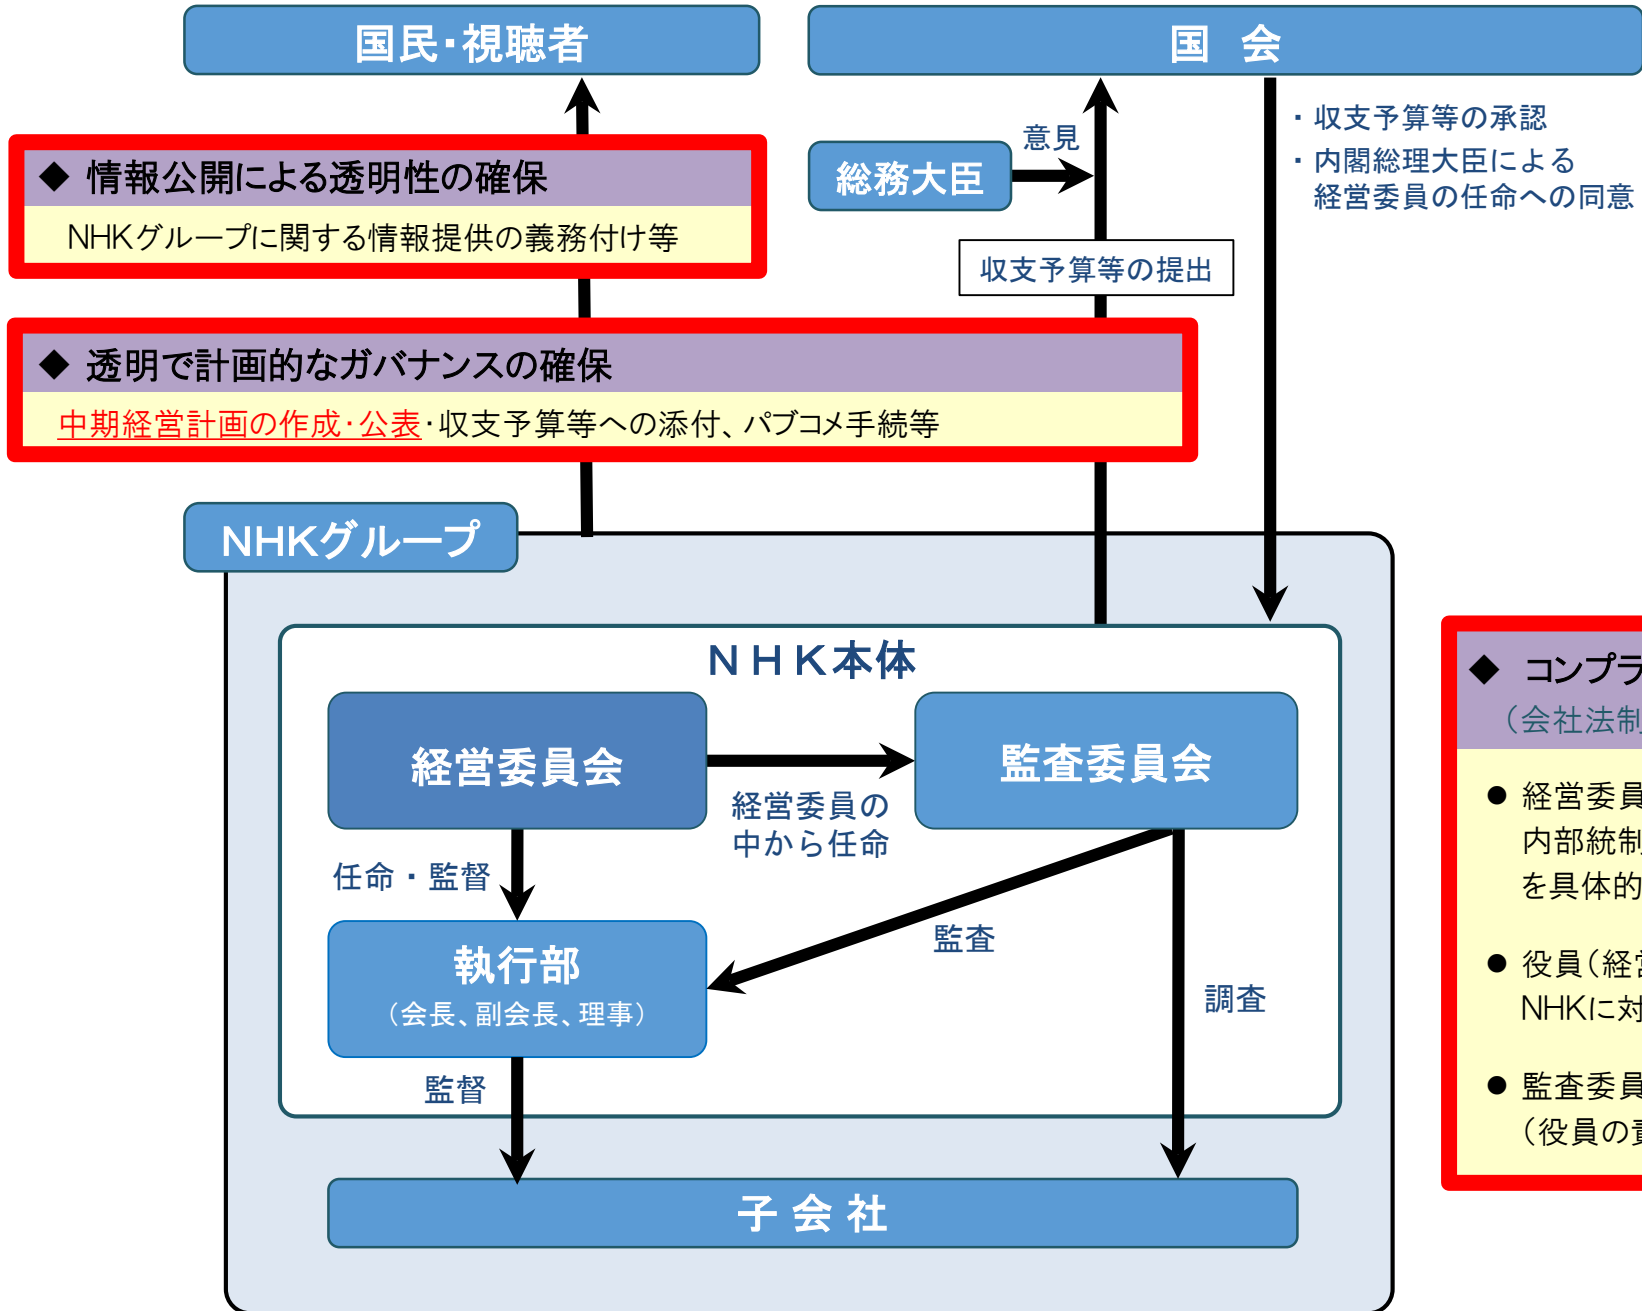 国民･視聴者
国 会
・収支予算等の承認
・内閣総理大臣による
経営委員の任命への同意
意見
総務大臣
◆ 情報公開による透明性の確保
NHKグループに関する情報提供の義務付け等
収支予算等の提出
◆ 透明で計画的なガバナンスの確保
中期経営計画の作成･公表･収支予算等への添付、パブコメ手続等
NHKグループ
NHK本体
経営委員会
監査委員会
経営委員の
中から任命
任命・監督
執行部
（会長、副会長、理事）
監査
調査
監督
子会社
◆ コンプラ
（会社法制
● 経営委員
内部統制
を具体的
● 役員（経営
NHKに対
● 監査委員
（役員の責